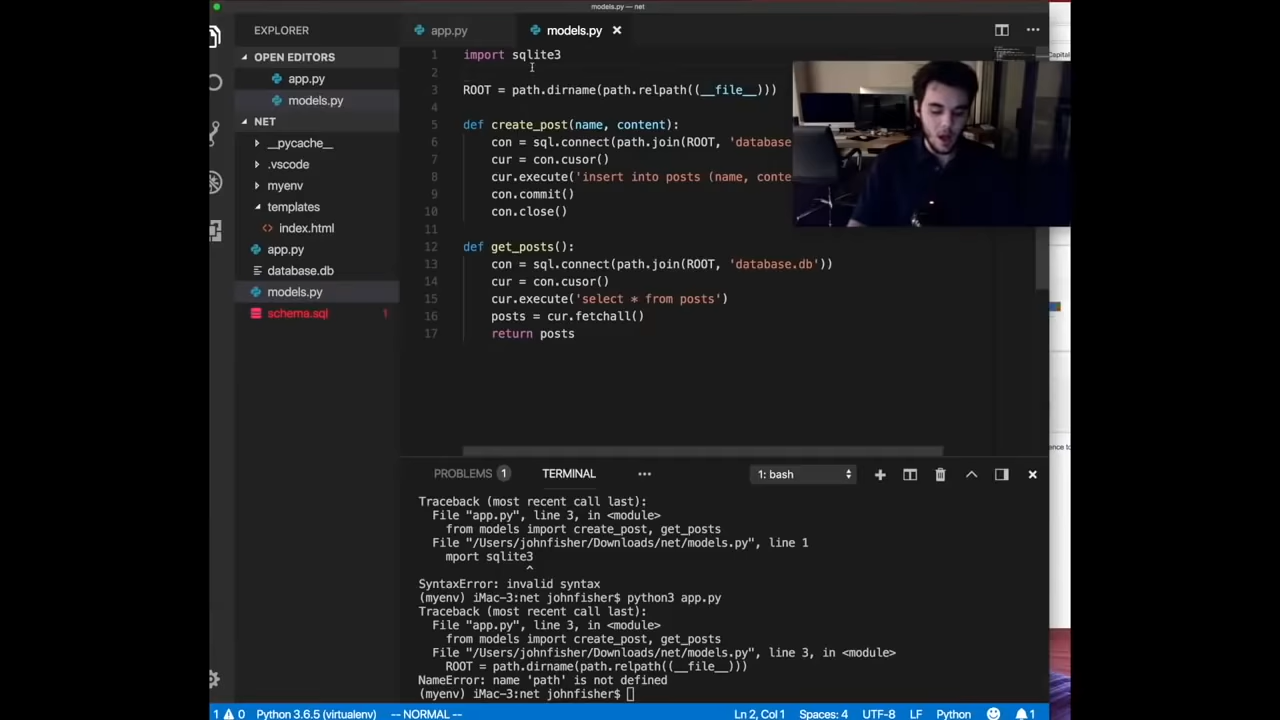 models.py — net
EXPLORER
app.py
models.py
OPEN EDITORS
app.py
models.py
NET
__pycache__
.vscode
myenv
templates
index.html
app.py
database.db
models.py
schema.sql 1
1 import sqlite3
2
3 ROOT = path.dirname(path.relpath((__file__)))
4
5 def create_post(name, content):
6 con = sql.connect(path.join(ROOT, 'database
7 cur = con.cusor()
8 cur.execute('insert into posts (name, conte
9 con.commit()
10 con.close()
11
12 def get_posts():
13 con = sql.connect(path.join(ROOT, 'database.db'))
14 cur = con.cusor()
15 cur.execute('select * from posts')
16 posts = cur.fetchall()
17 return posts
Capital
ence to
PROBLEMS 1 TERMINAL 1: bash
Traceback (most recent call last):
File "app.py", line 3, in <module>
from models import create_post, get_posts
File "/Users/johnfisher/Downloads/net/models.py", line 1
mport sqlite3
^
SyntaxError: invalid syntax
(myenv) iMac-3:net johnfisher$ python3 app.py
Traceback (most recent call last):
File "app.py", line 3, in <module>
from models import create_post, get_posts
File "/Users/johnfisher/Downloads/net/models.py", line 3, in <module>
ROOT = path.dirname(path.relpath((__file__)))
NameError: name 'path' is not defined
(myenv) iMac-3:net johnfisher$
1 0 Python 3.6.5 (virtualenv) -- NORMAL -- Ln 2, Col 1 Spaces: 4 UTF-8 LF Python 1